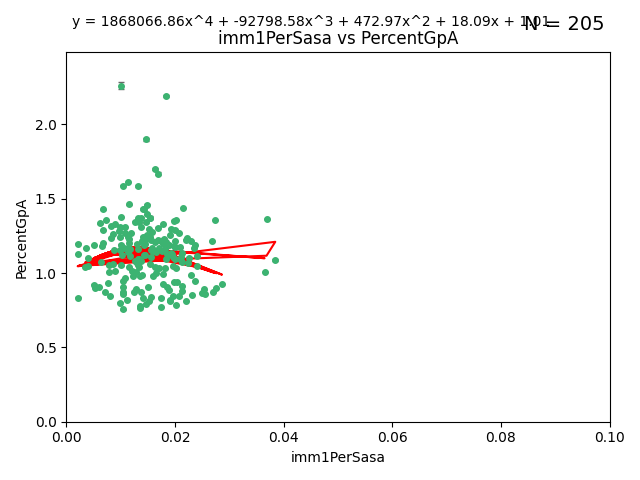 y = 1868066.86x^4 + -92798.58x^3 + 472.97x^2 + 18.09x + 1.01
N = 205
imm1PerSasa vs PercentGpA
PercentGpA
2.0
1.5
1.0
0.5
0.0
0.00 0.02 0.04 0.06 0.08 0.10
imm1PerSasa